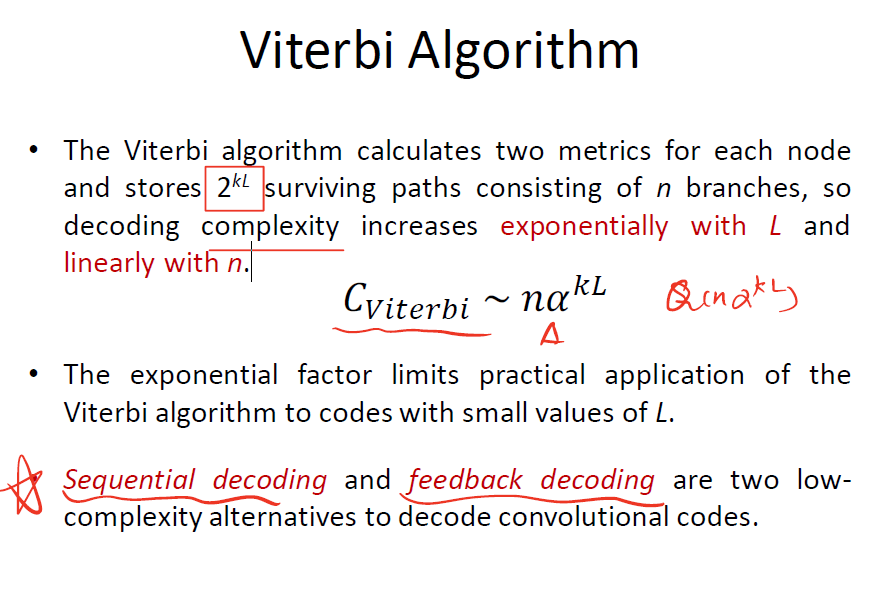 Viterbi Algorithm
• The Viterbi algorithm calculates two metrics for each node
and stores 2^{kL} surviving paths consisting of n branches, so
decoding complexity increases exponentially with L and
linearly with n.
C_{Viterbi} ~ nα^{kL} (nα^{kL})
• The exponential factor limits practical application of the
Viterbi algorithm to codes with small values of L.
• Sequential decoding and feedback decoding are two low-
complexity alternatives to decode convolutional codes.